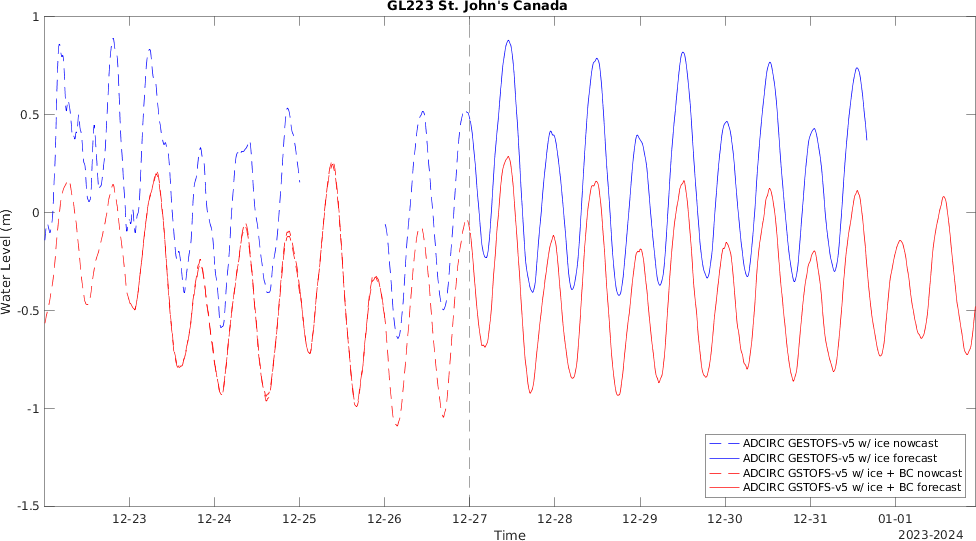 GL223 St. John's Canada
Water Level (m)
1
0.5
0
-0.5
-1
-1.5
12-23 12-24 12-25 12-26 12-27 12-28 12-29 12-30 12-31 01-01
Time
2023-2024
ADCIRC GESTOFS-v5 w/ ice nowcast
ADCIRC GESTOFS-v5 w/ ice forecast
ADCIRC GSTOFS-v5 w/ ice + BC nowcast
ADCIRC GSTOFS-v5 w/ ice + BC forecast